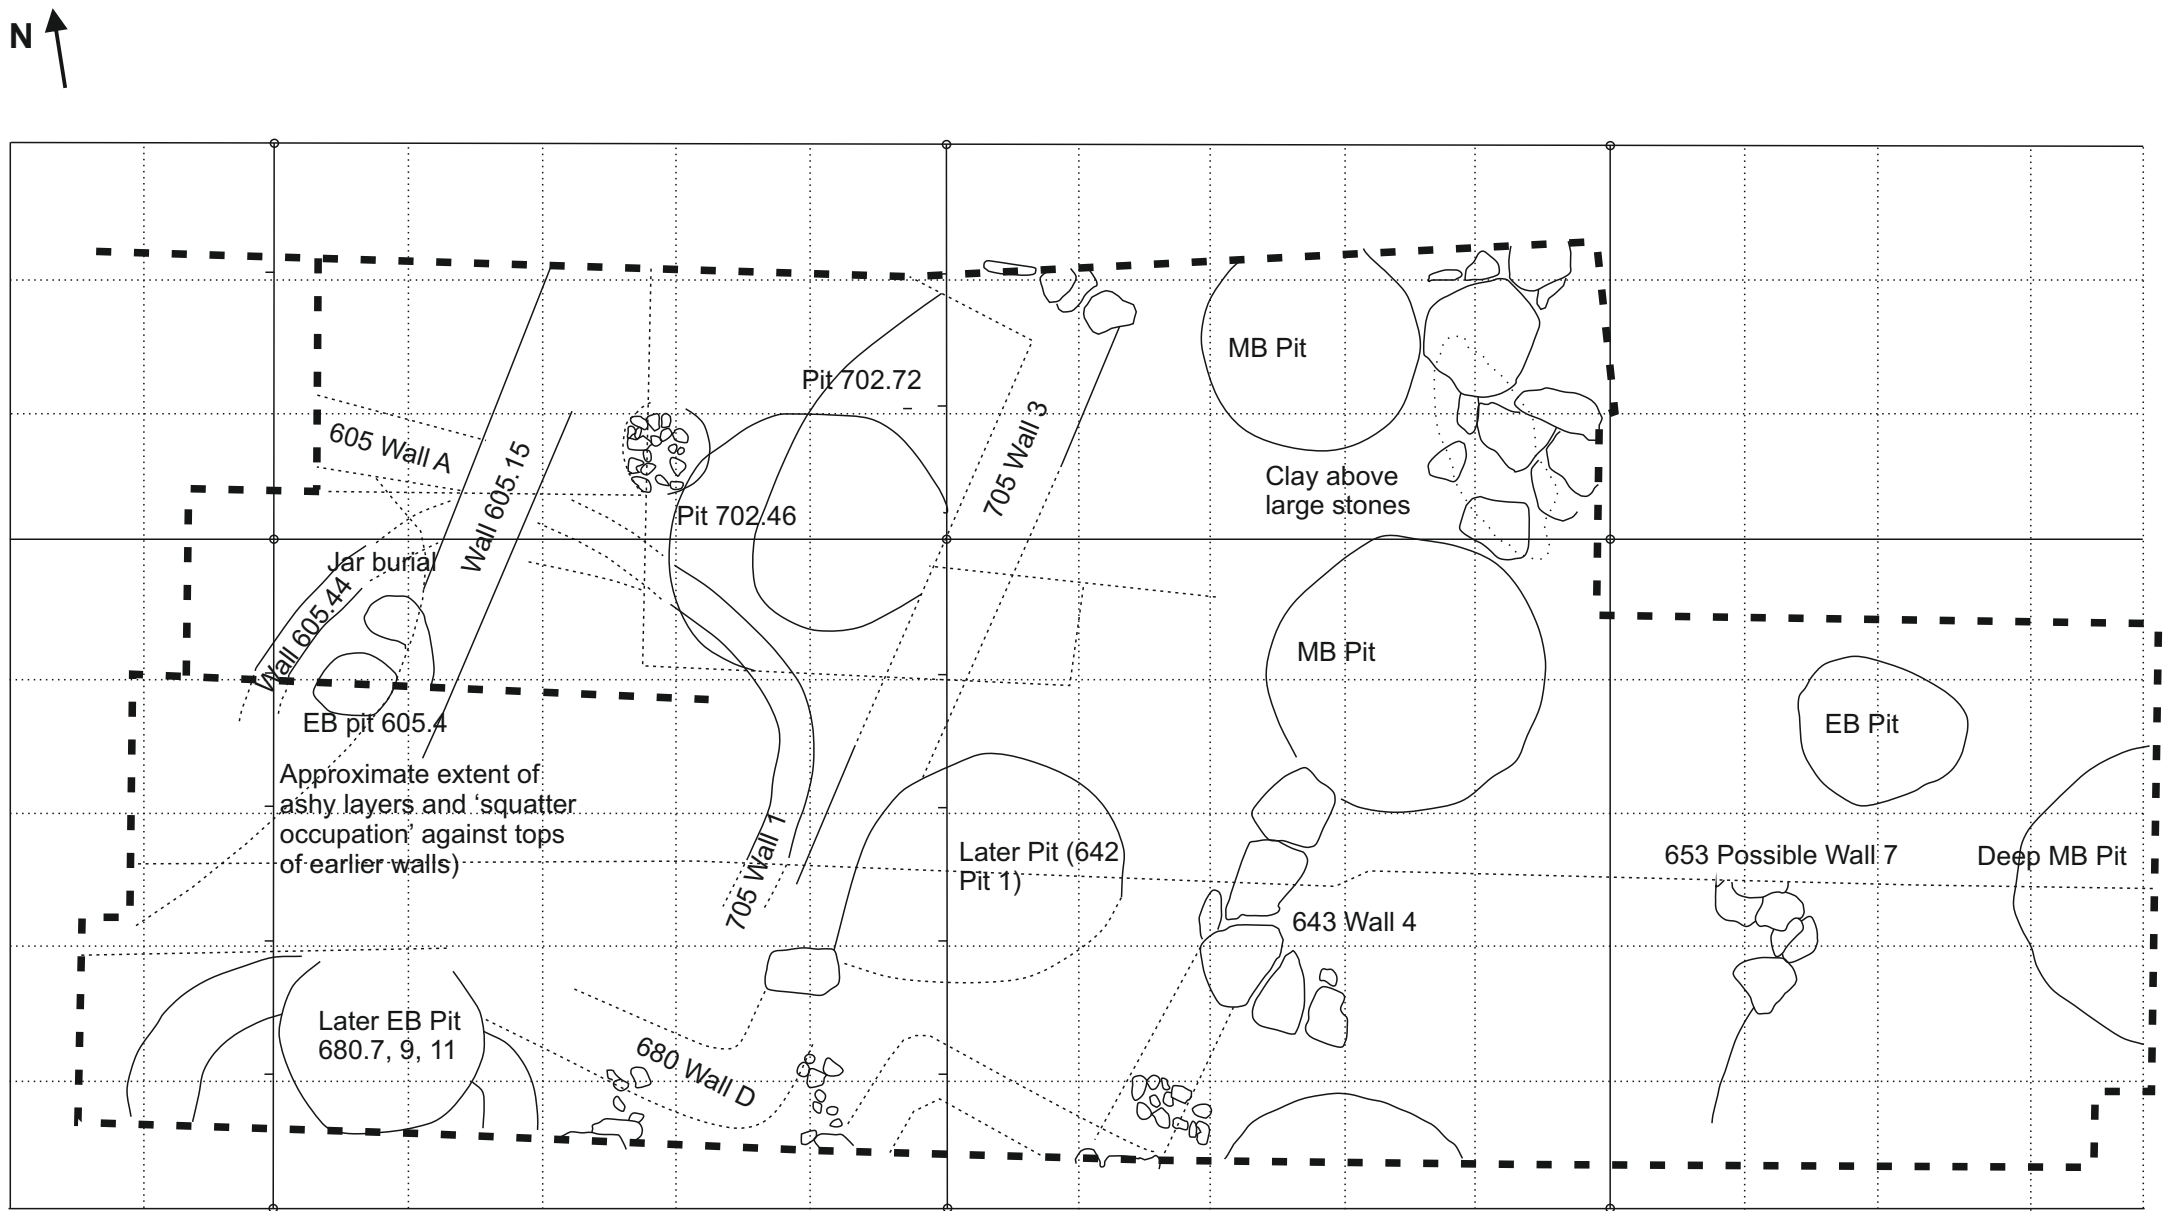 N
MB Pit
Pit 702.72
605 Wall A
Wall 605.15
705 Wall 3
Clay above
large stones
Pit 702.46
Jar burial
Wall 605.44
MB Pit
EB pit 605.4
EB Pit
Approximate extent of
ashy layers and ‘squatter
occupation’ against tops
of earlier walls)
705 Wall 1
Later Pit (642
Pit 1)
653 Possible Wall 7
Deep MB Pit
643 Wall 4
Later EB Pit
680.7, 9, 11
680 Wall D